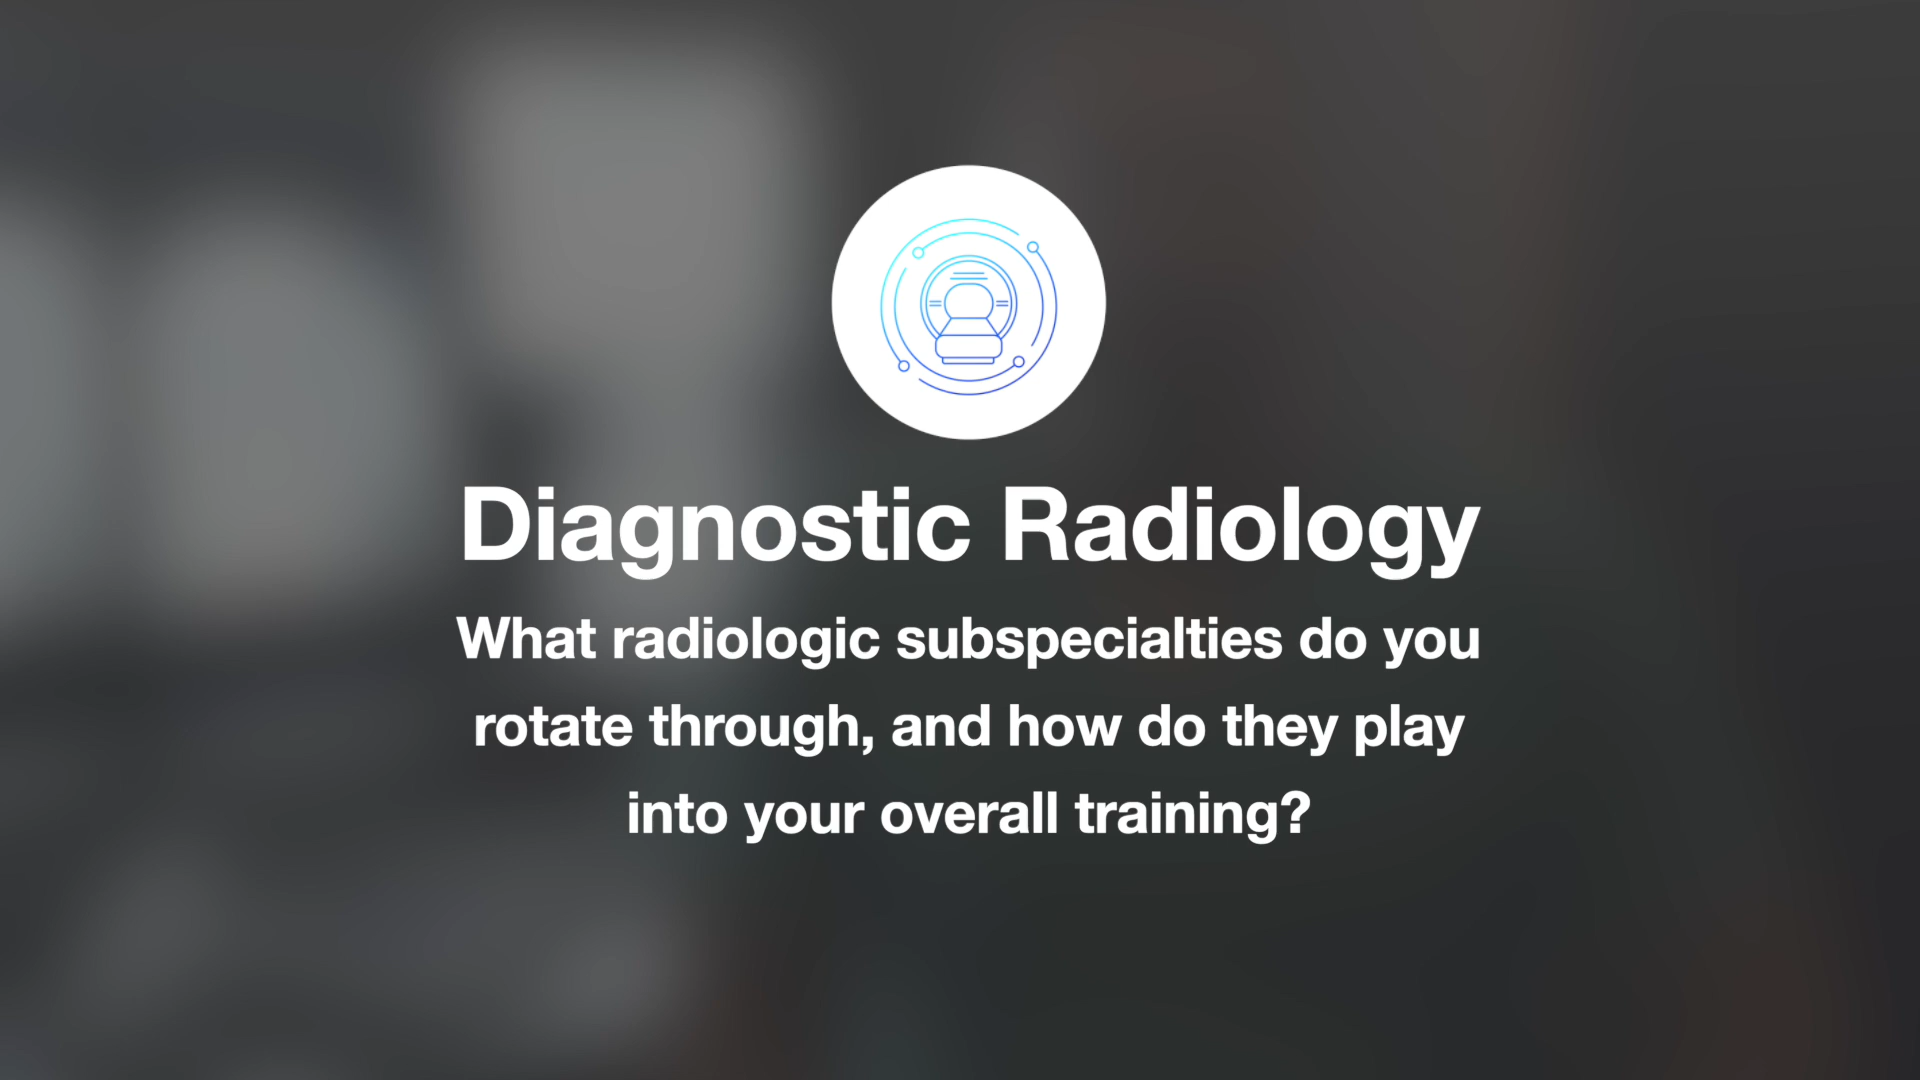 Diagnostic Radiology
What radiologic subspecialties do you
rotate through, and how do they play
into your overall training?